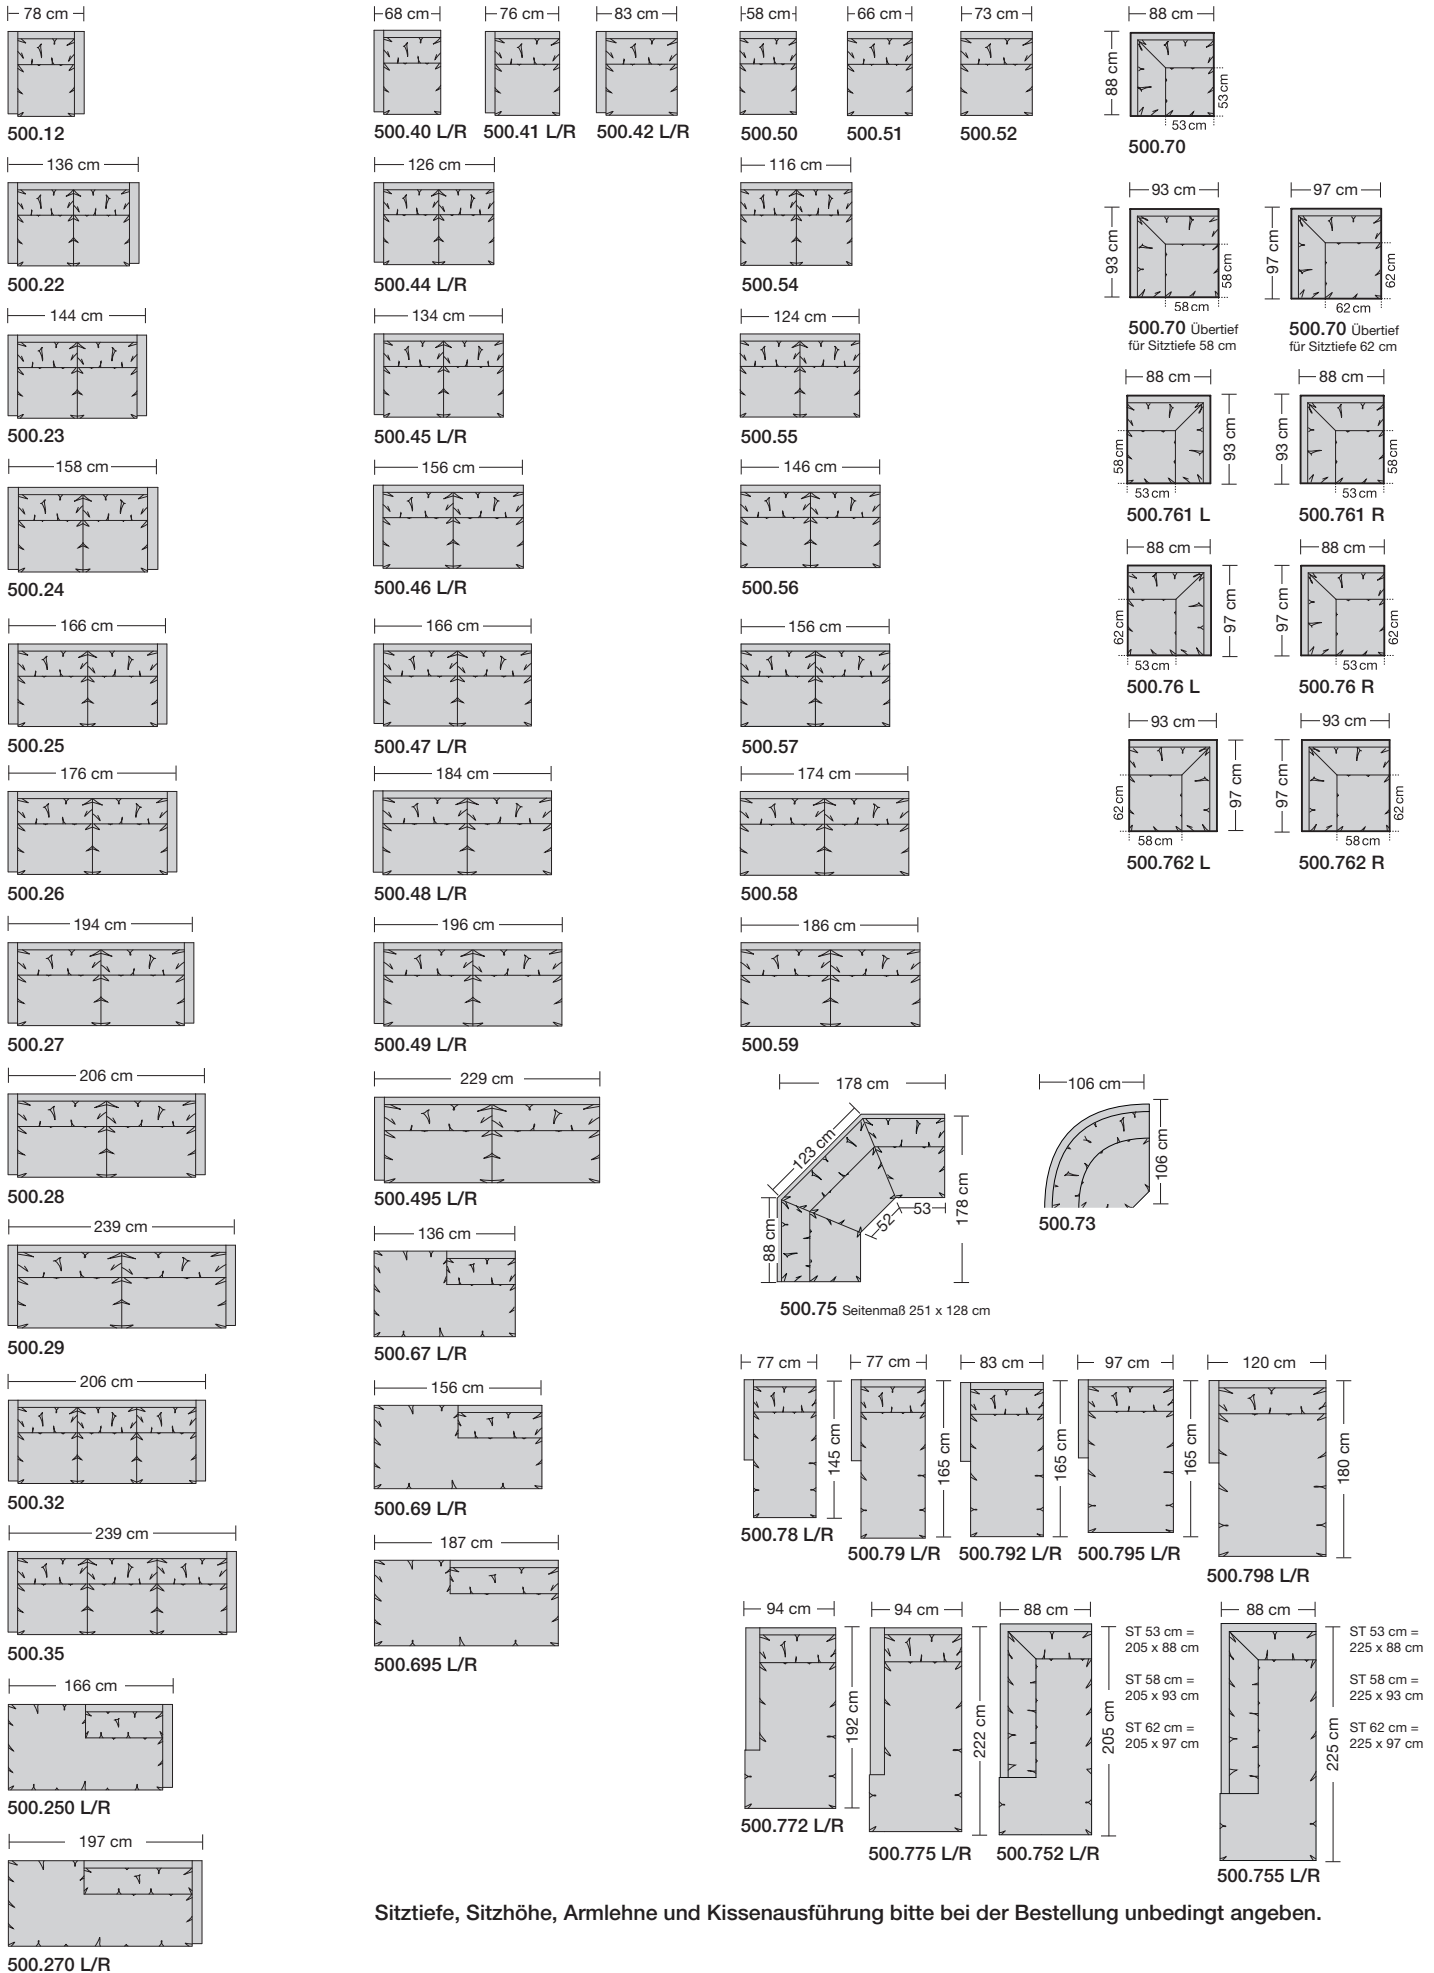 78 cm
500.12
136 cm
500.22
144 cm
500.23
158 cm
500.24
166 cm
500.25
176 cm
500.26
194 cm
500.27
206 cm
500.28
239 cm
500.29
206 cm
500.32
239 cm
500.35
166 cm
500.250 L/R
197 cm
500.270 L/R
68 cm
500.40 L/R
76 cm
500.41 L/R
83 cm
500.42 L/R
126 cm
500.44 L/R
134 cm
500.45 L/R
156 cm
500.46 L/R
166 cm
500.47 L/R
184 cm
500.48 L/R
196 cm
500.49 L/R
229 cm
500.495 L/R
136 cm
500.67 L/R
156 cm
500.69 L/R
187 cm
500.695 L/R
58 cm
500.50
66 cm
500.51
73 cm
500.52
116 cm
500.54
124 cm
500.55
146 cm
500.56
156 cm
500.57
174 cm
500.58
186 cm
500.59
88 cm
88 cm
53 cm
53 cm
500.70
93 cm
93 cm
58 cm
58 cm
500.70 Übertief
für Sitztiefe 58 cm
97 cm
97 cm
62 cm
62 cm
500.70 Übertief
für Sitztiefe 62 cm
88 cm
58 cm
93 cm
53 cm
500.761 L
88 cm
93 cm
58 cm
53 cm
500.761 R
88 cm
62 cm
97 cm
53 cm
500.76 L
88 cm
97 cm
62 cm
53 cm
500.76 R
93 cm
62 cm
97 cm
58 cm
500.762 L
93 cm
97 cm
62 cm
58 cm
500.762 R
178 cm
123 cm
88 cm
52
53
178 cm
500.75 Seitenmaß 251 x 128 cm
106 cm
106 cm
500.73
77 cm
145 cm
500.78 L/R
77 cm
165 cm
500.79 L/R
83 cm
165 cm
500.792 L/R
97 cm
165 cm
500.795 L/R
120 cm
180 cm
500.798 L/R
94 cm
192 cm
500.772 L/R
94 cm
222 cm
500.775 L/R
88 cm
205 cm
500.752 L/R
ST 53 cm =
205 x 88 cm
ST 58 cm =
205 x 93 cm
ST 62 cm =
205 x 97 cm
88 cm
225 cm
500.755 L/R
ST 53 cm =
225 x 88 cm
ST 58 cm =
225 x 93 cm
ST 62 cm =
225 x 97 cm
Sitztiefe, Sitzhöhe, Armlehne und Kissenausführung bitte bei der Bestellung unbedingt angeben.